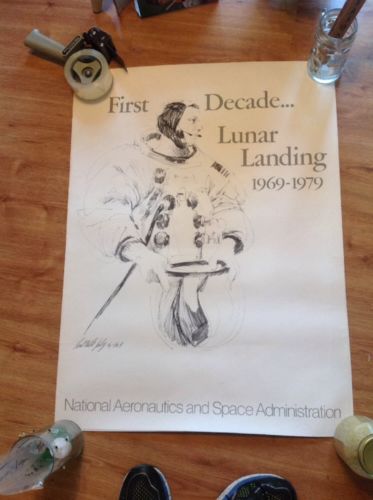 First Decade...
Lunar
Landing
1969-1979
National Aeronautics and Space Administration